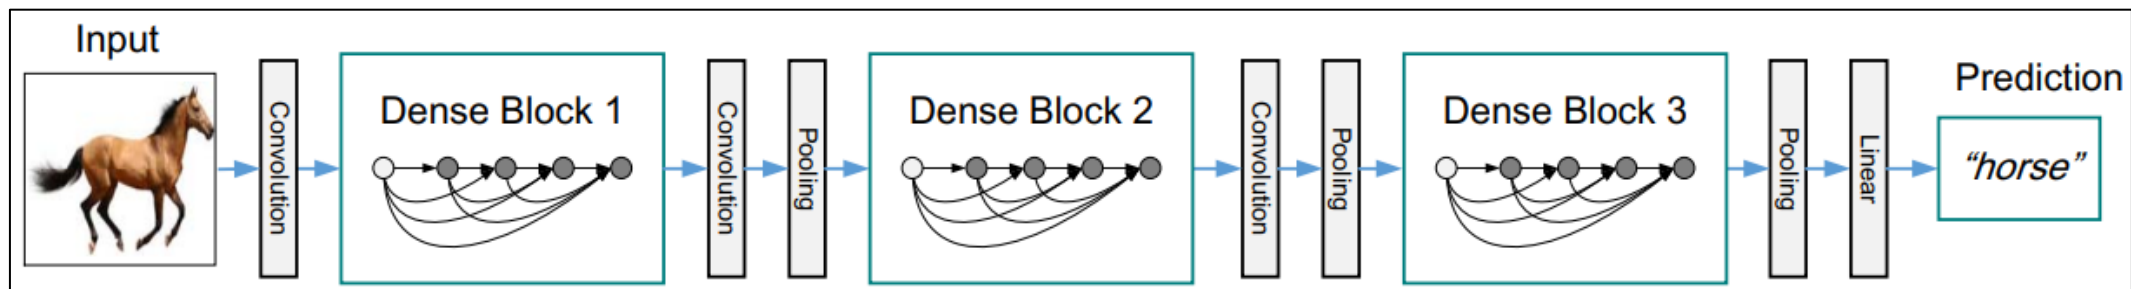 Input
Convolution
Dense Block 1
Convolution
Pooling
Dense Block 2
Convolution
Pooling
Dense Block 3
Pooling
Linear
Prediction
“horse”